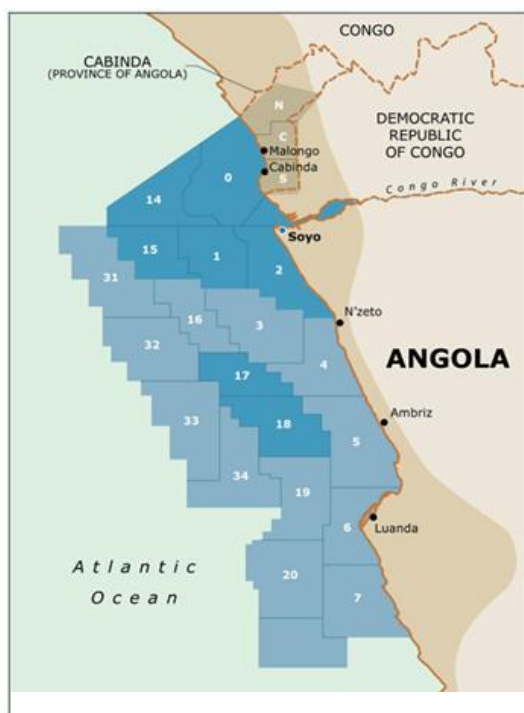 CONGO
CABINDA
(PROVINCE OF ANGOLA)
N
DEMOCRATIC
REPUBLIC
OF CONGO
C
Malongo
Cabinda
S
0
Congo River
14
Soyo
15
1
2
31
16
3
N'zeto
32
4
ANGOLA
17
Ambriz
33
18
5
34
19
6
Luanda
Atlantic
Ocean
20
7